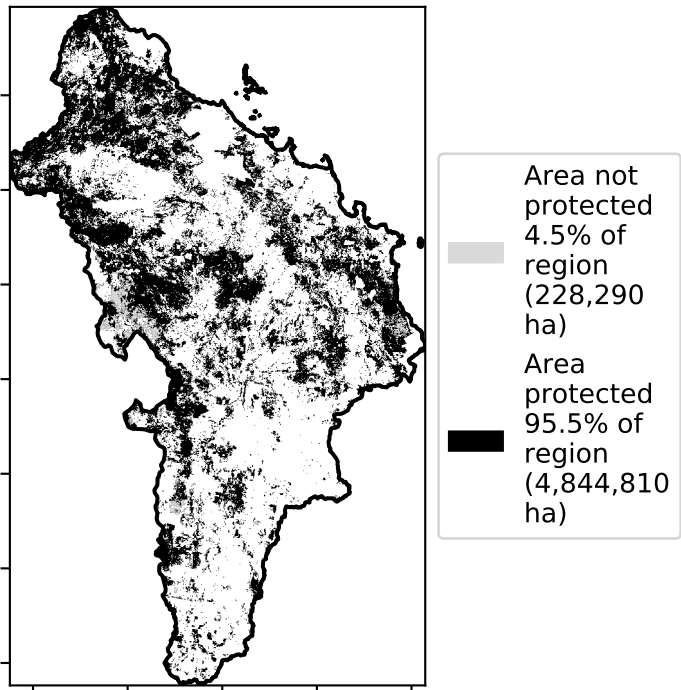 Area not
protected
4.5% of
region
(228,290
ha)
Area
protected
95.5% of
region
(4,844,810
ha)